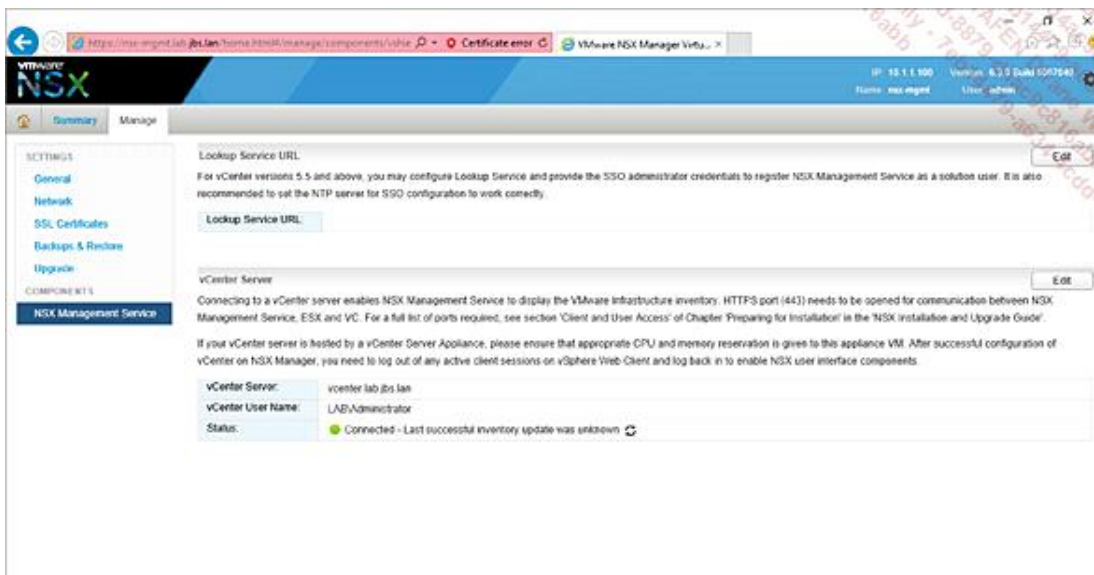 https://nsx-mgmt.lab.jbs.lan/home.html#/manage/components/vshie
Certificate error
VMware NSX Manager Virtu...
vmware
NSX
IP: 10.1.1.100
Name: nsx-mgmt
User: admin
Summary
Manage
SETTINGS
General
Network
SSL Certificates
Backups & Restore
Upgrade
COMPONENTS
NSX Management Service
Lookup Service URL
Edit
For vCenter versions 5.5 and above, you may configure Lookup Service and provide the SSO administrator credentials to register NSX Management Service as a solution user. It is also
recommended to set the NTP server for SSO configuration to work correctly.
Lookup Service URL:
vCenter Server
Edit
Connecting to a vCenter server enables NSX Management Service to display the VMware Infrastructure inventory. HTTPS port (443) needs to be opened for communication between NSX
Management Service, ESX and VC. For a full list of ports required, see section 'Client and User Access' of Chapter 'Preparing for Installation' in the 'NSX Installation and Upgrade Guide'.
If your vCenter server is hosted by a vCenter Server Appliance, please ensure that appropriate CPU and memory reservation is given to this appliance VM. After successful configuration of
vCenter on NSX Manager, you need to log out of any active client sessions on vSphere Web Client and log back in to enable NSX user interface components.
vCenter Server: vcenter.lab.jbs.lan
vCenter User Name: LAB\Administrator
Status: Connected - Last successful inventory update was unknown